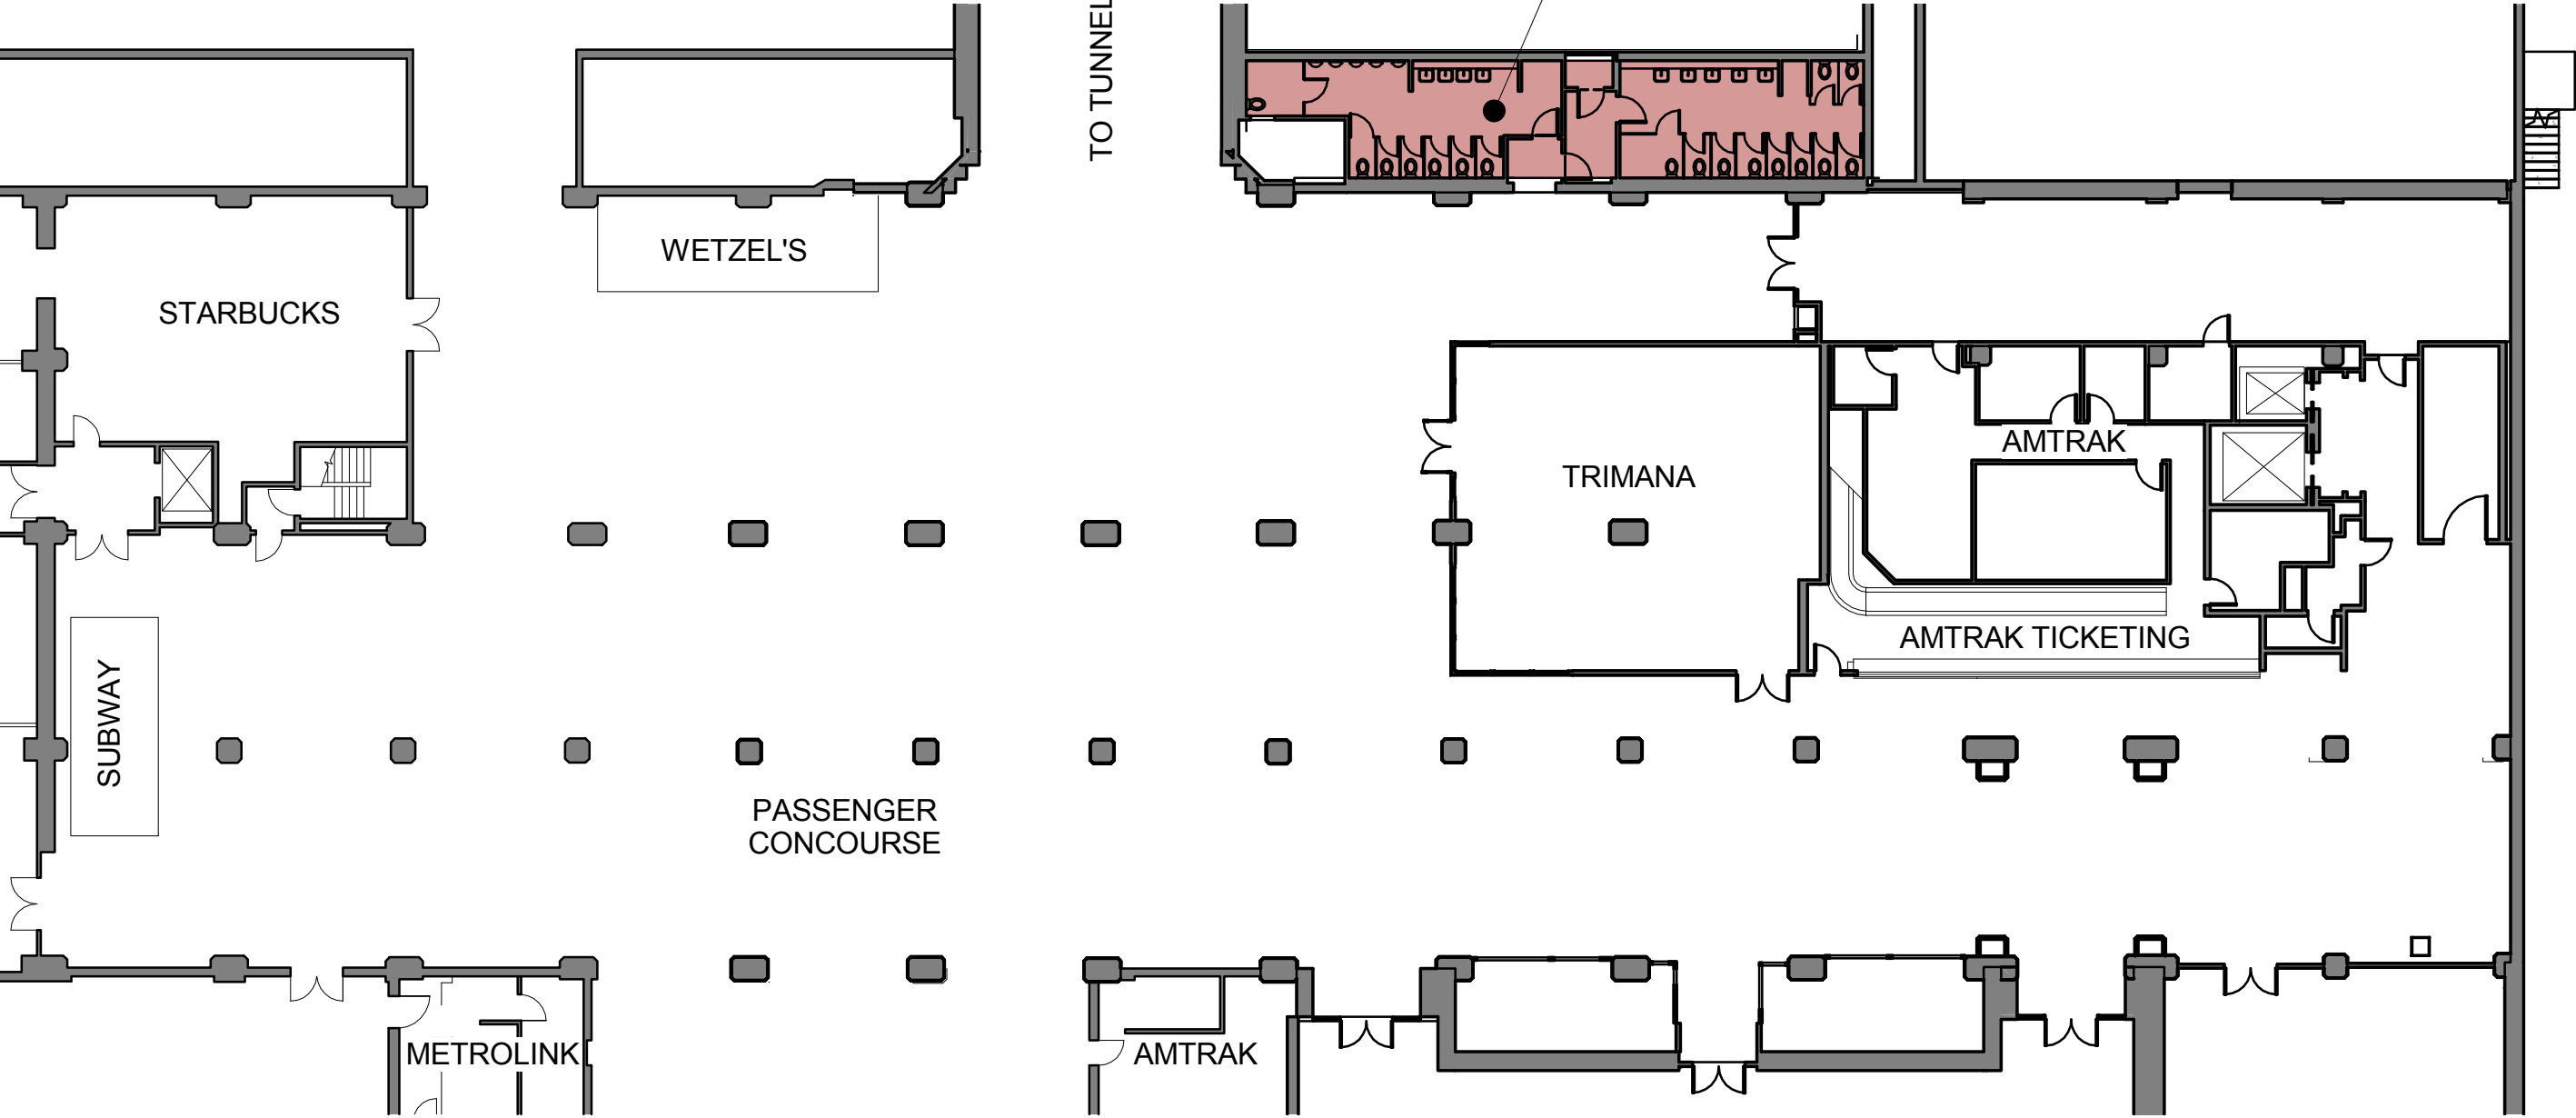 TO TUNNEL
WETZEL'S
STARBUCKS
AMTRAK
TRIMANA
AMTRAK TICKETING
SUBWAY
PASSENGER
CONCOURSE
METROLINK
AMTRAK